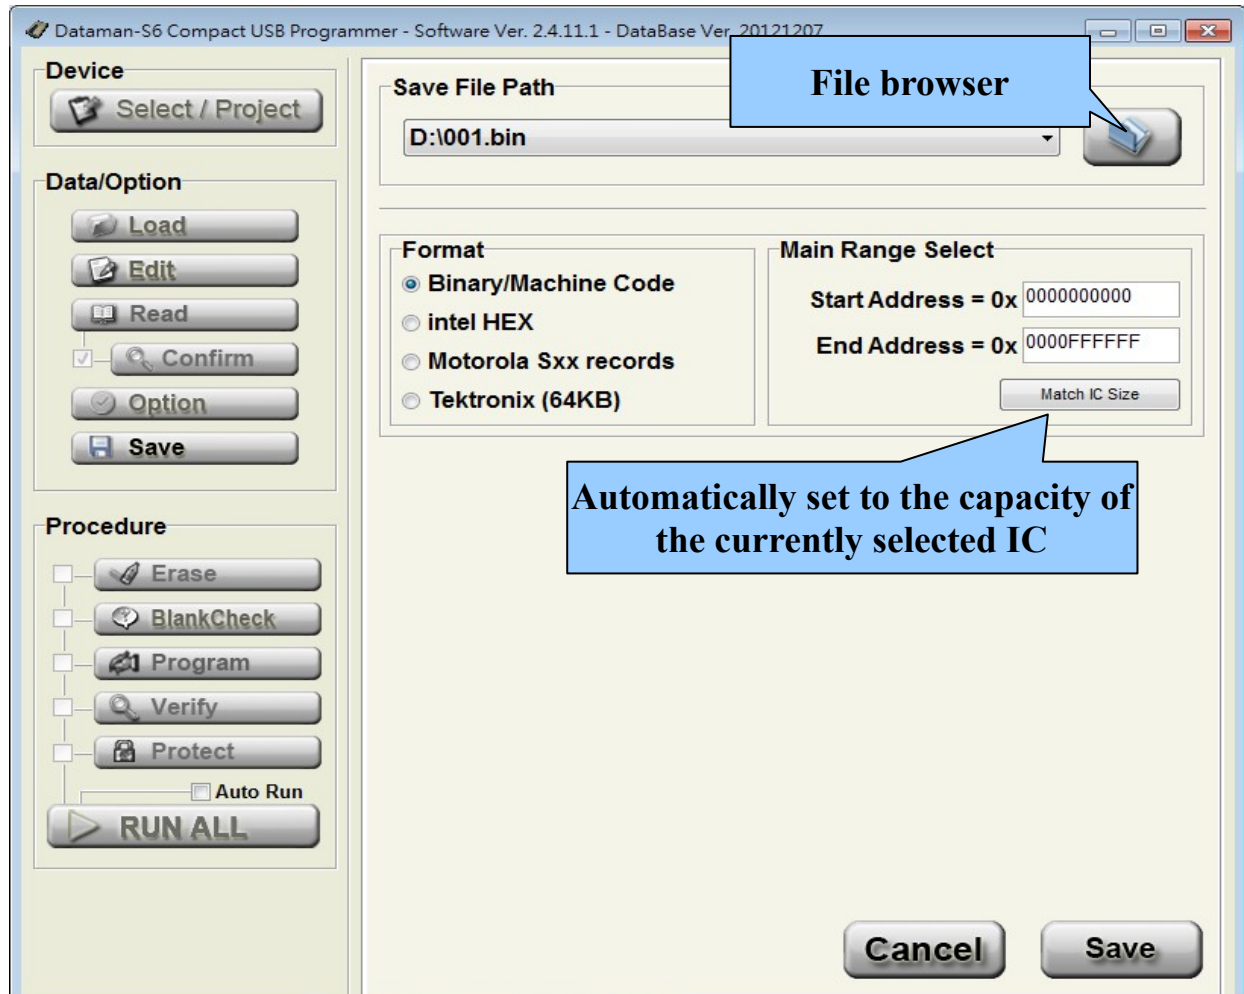 Dataman-S6 Compact USB Programmer - Software Ver. 2.4.11.1 - DataBase Ver. 20121207
Device
Select / Project
Data/Option
Load
Edit
Read
Confirm
Option
Save
Procedure
Erase
BlankCheck
Program
Verify
Protect
Auto Run
RUN ALL
Save File Path
File browser
D:\001.bin
Format
Binary/Machine Code
intel HEX
Motorola Sxx records
Tektronix (64KB)
Main Range Select
Start Address = 0x 0000000000
End Address = 0x 0000FFFFFF
Match IC Size
Automatically set to the capacity of
the currently selected IC
Cancel
Save